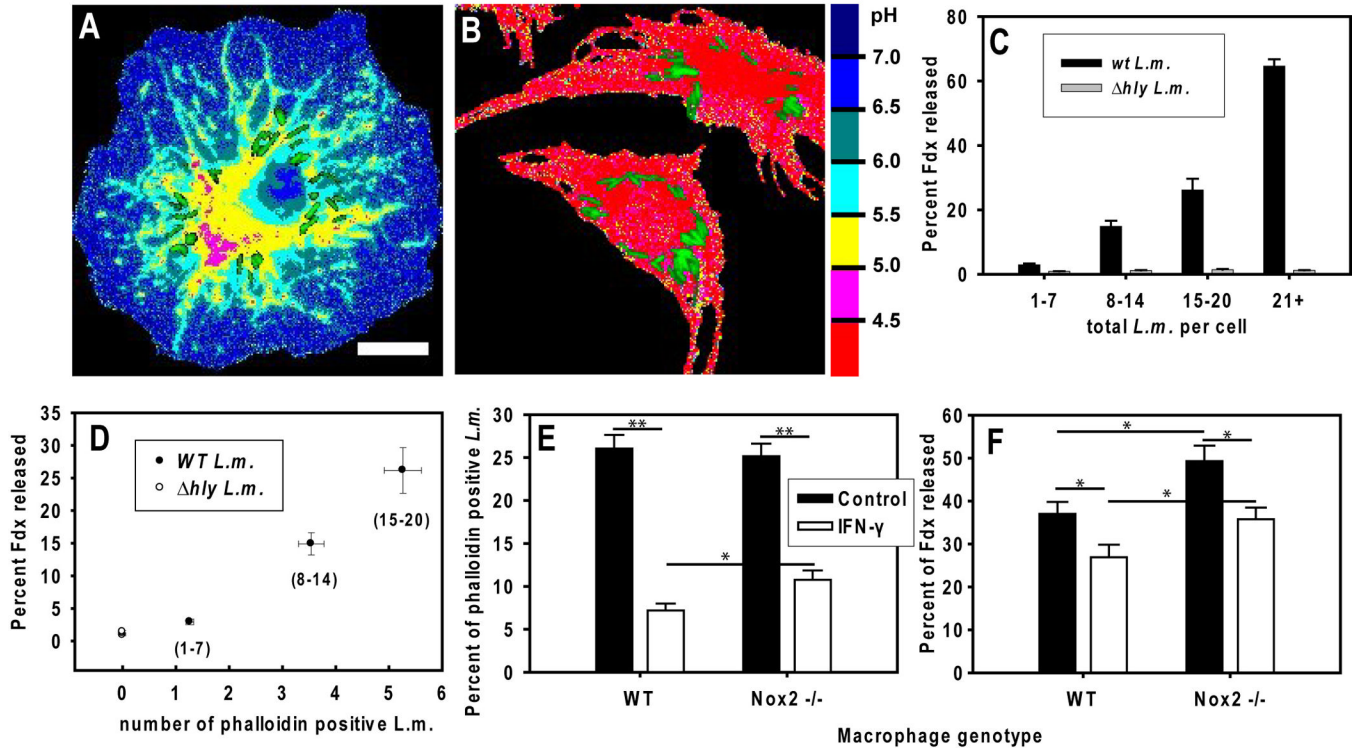 A
B
pH
7.0
6.5
6.0
5.5
5.0
4.5
C
wt L.m.
Δhly L.m.
Percent Fdx released
80
60
40
20
0
1-7 8-14 15-20 21+
total L.m. per cell
D
WT L.m.
Δhly L.m.
Percent Fdx released
35
30
25
20
15
10
5
0
(15-20)
(8-14)
(1-7)
0 1 2 3 4 5 6
number of phalloidin positive L.m.
E
Percent of phalloidin positive L.m.
30
25
20
15
10
5
0
** **
*
Control
IFN-γ
WT Nox2 -/-
F
Percent of Fdx released
60
50
40
30
20
10
0
*
* *
*
WT Nox2 -/-
Macrophage genotype